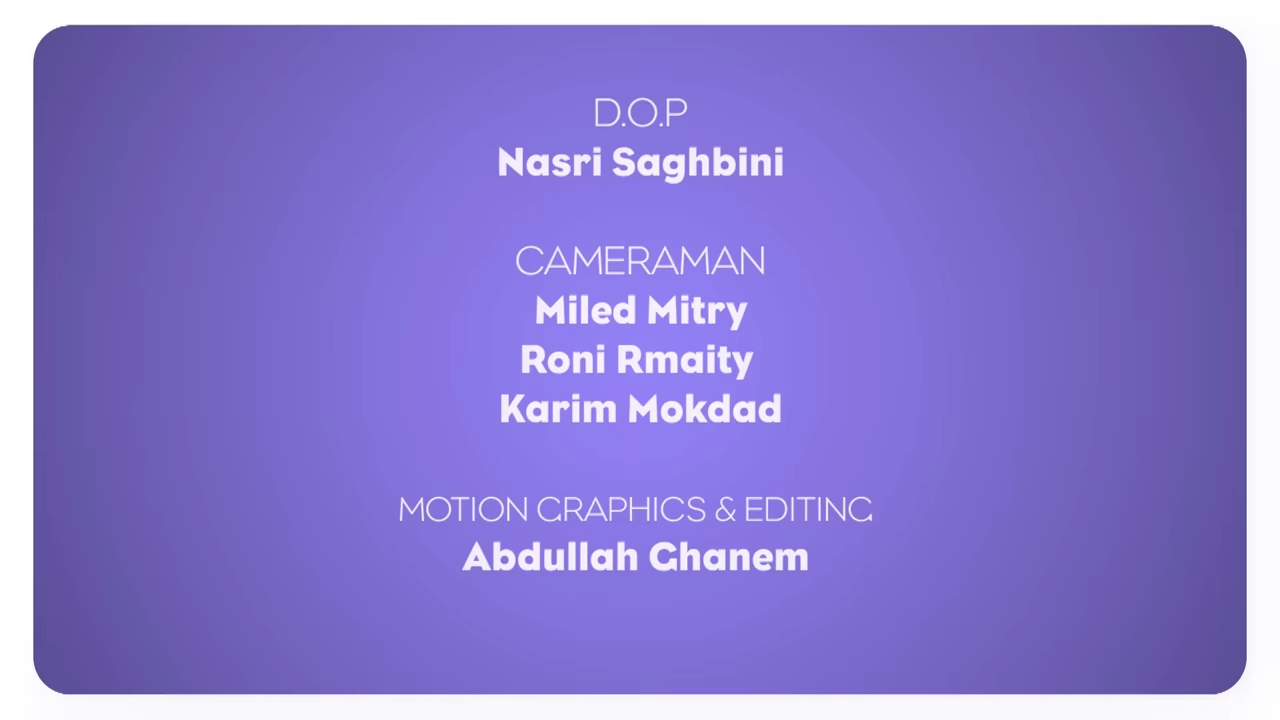 D.O.P
Nasri Saghbini
CAMERAMAN
Miled Mitry
Roni Rmaity
Karim Mokdad
MOTION GRAPHICS & EDITING
Abdullah Ghanem